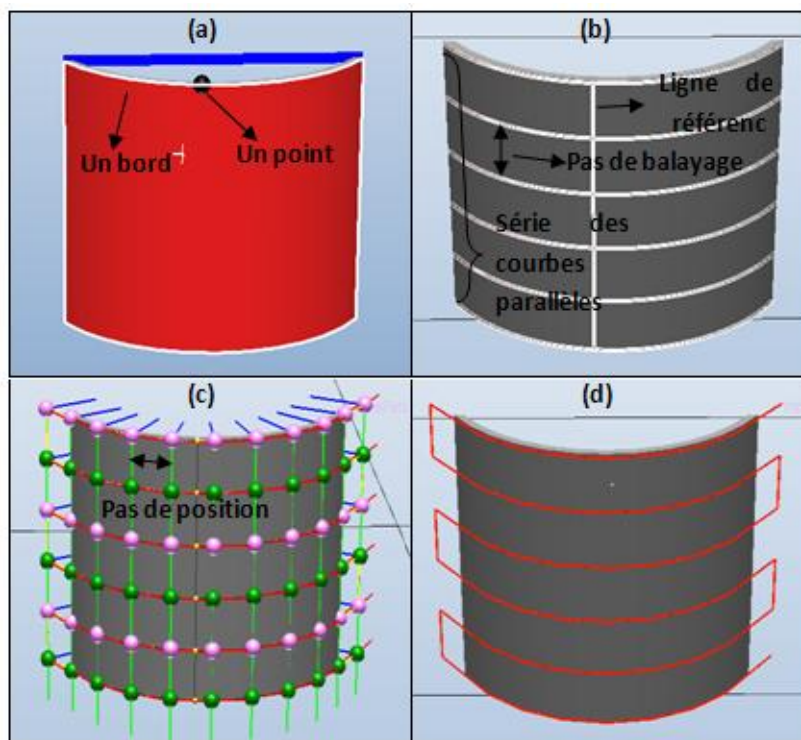 (a)
Un bord
Un point
(b)
Ligne de
référenc
Pas de balayage
Série des
courbes
parallèles
(c)
Pas de position
(d)